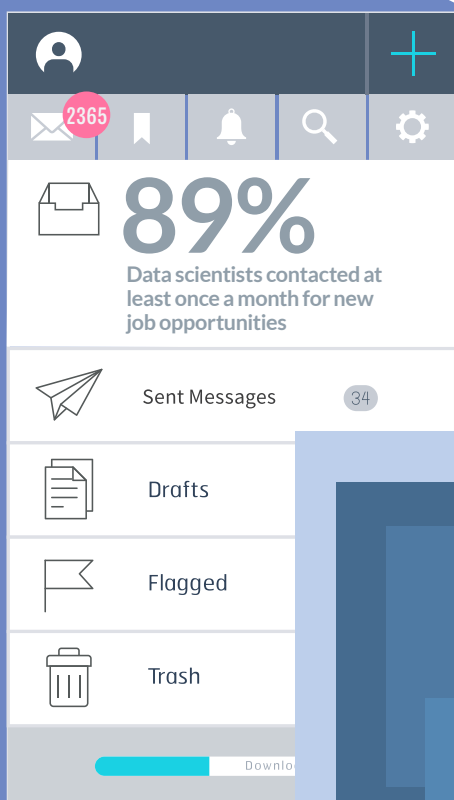 2365
89%
Data scientists contacted at
least once a month for new
job opportunities
Sent Messages 34
Drafts
Flagged
Trash